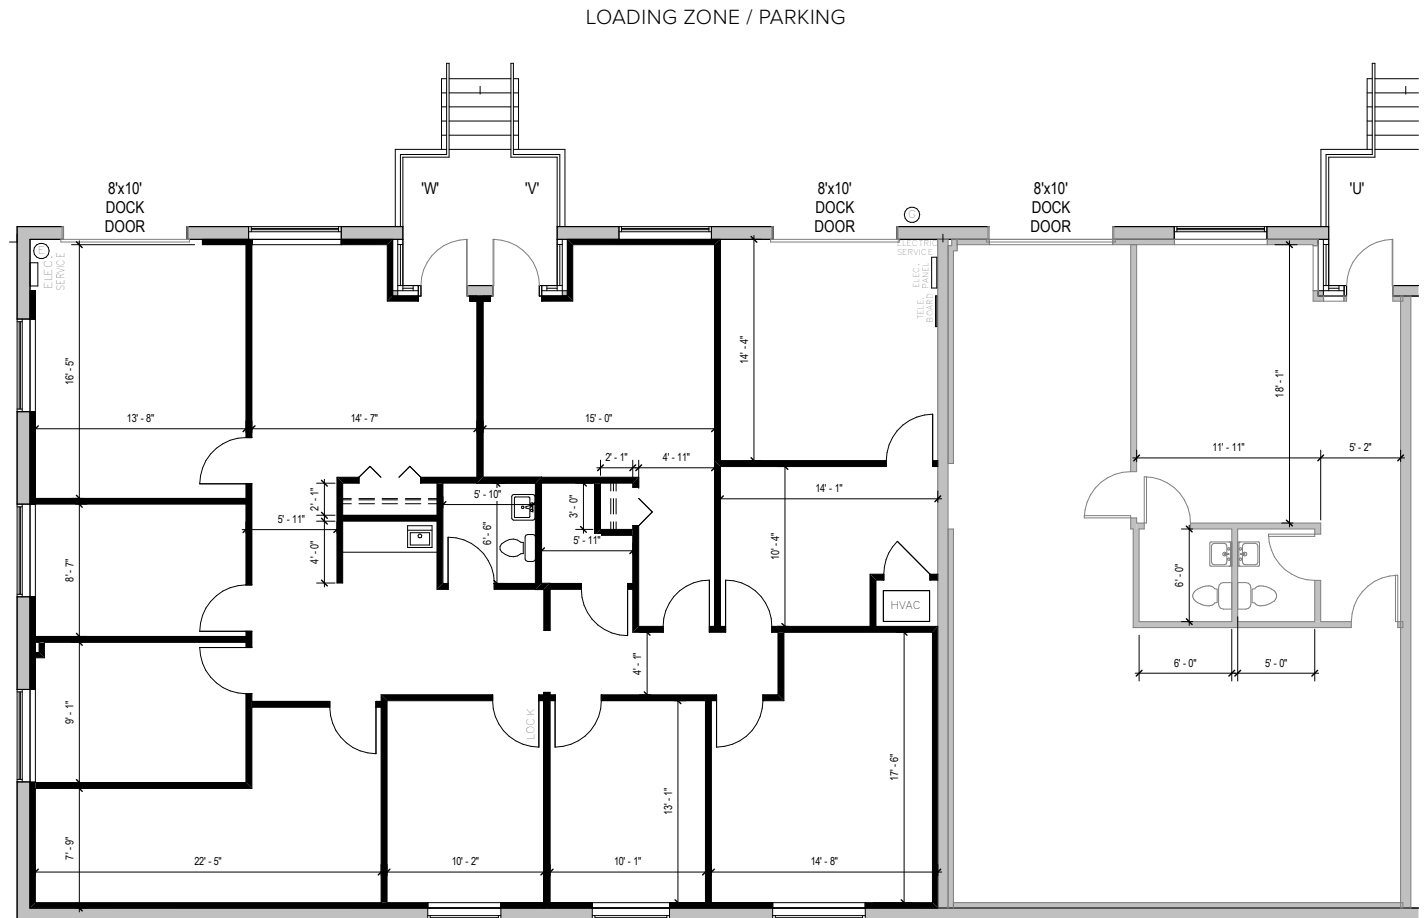 LOADING ZONE / PARKING
8'x10'
DOCK
DOOR
'W'
'V'
8'x10'
DOCK
DOOR
8'x10'
DOCK
DOOR
'U'
ELEC.
SERVICE
ELECTRIC
SERVICE
ELEC.
PANEL
TELE.
BOARD
16' - 5"
13' - 8"
14' - 7"
15' - 0"
14' - 4"
18' - 1"
11' - 11"
5' - 2"
2' - 1"
4' - 11"
14' - 1"
2' - 1"
5' - 10"
3' - 0"
5' - 11"
4' - 0"
6' - 6"
5' - 11"
10' - 4"
8' - 7"
6' - 0"
HVAC
4' - 1"
6' - 0"
5' - 0"
9' - 1"
LOCK
17' - 6"
13' - 1"
7' - 9"
22' - 5"
10' - 2"
10' - 1"
14' - 8"